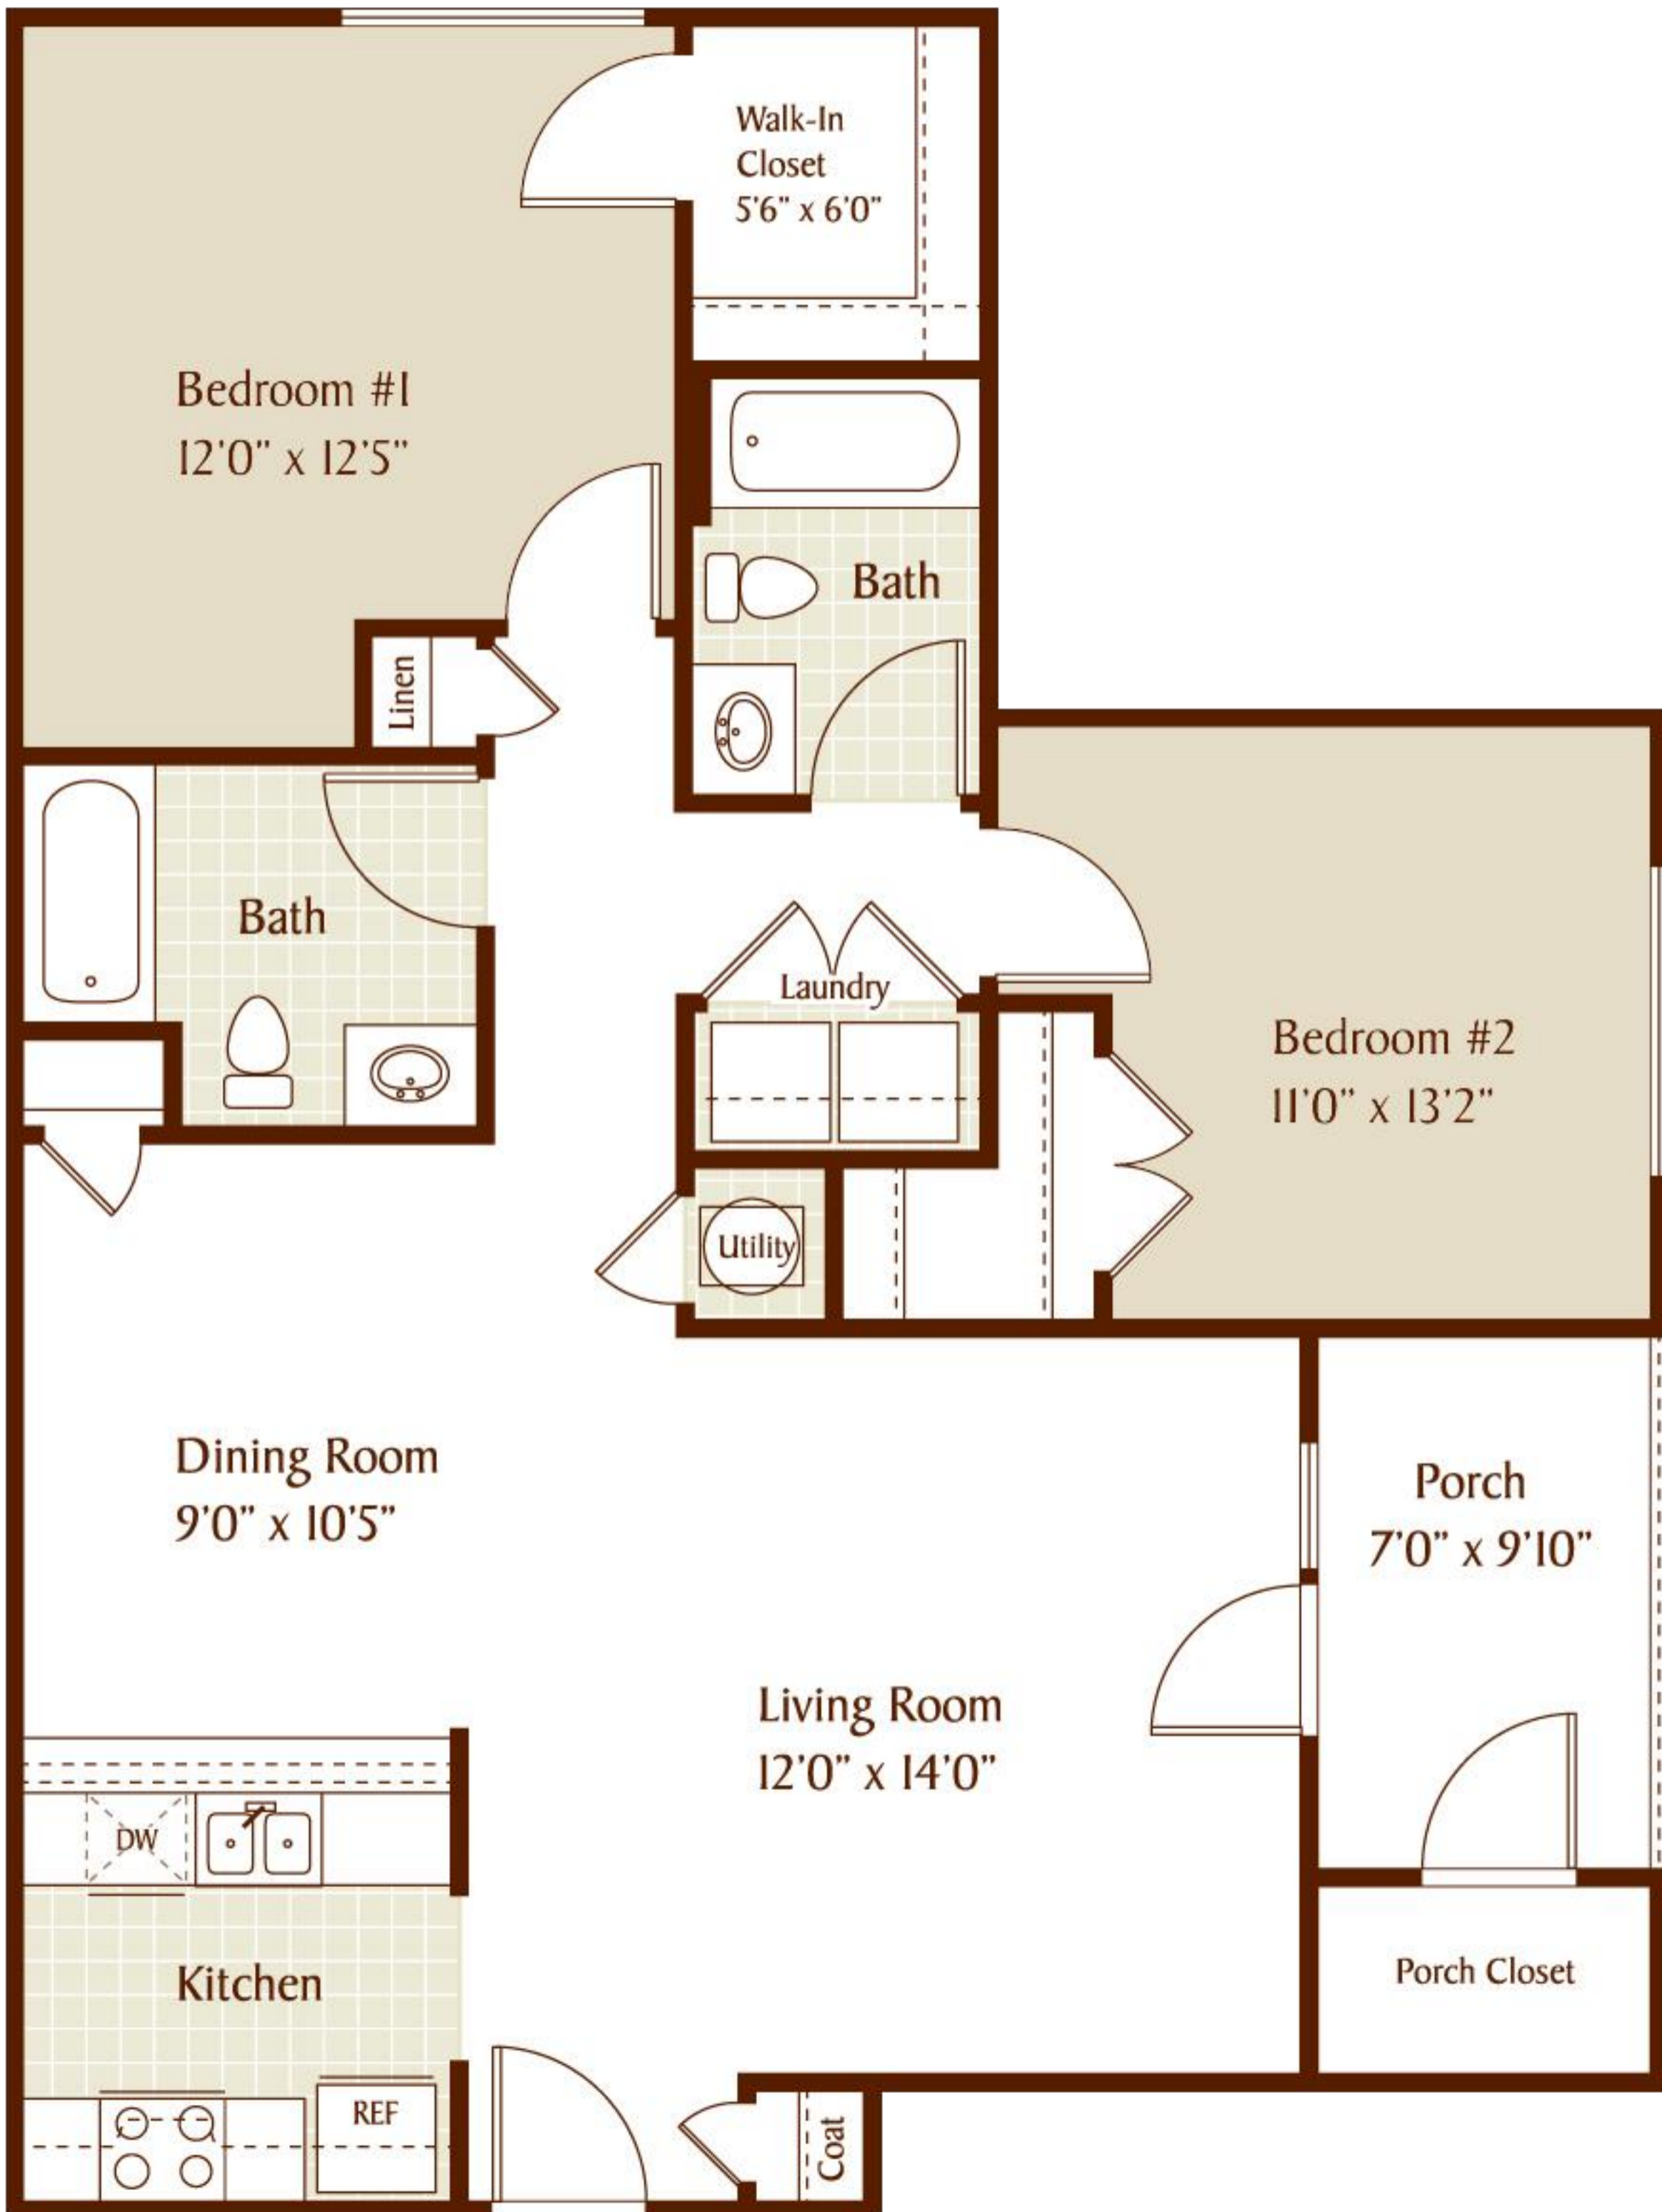 Walk-In
Closet
5'6" x 6'0"
Bedroom #1
12'0" x 12'5"
Bath
Linen
Bath
Laundry
Bedroom #2
11'0" x 13'2"
Utility
Dining Room
9'0" x 10'5"
Porch
7'0" x 9'10"
Living Room
12'0" x 14'0"
DW
Kitchen
Porch Closet
REF
Coat